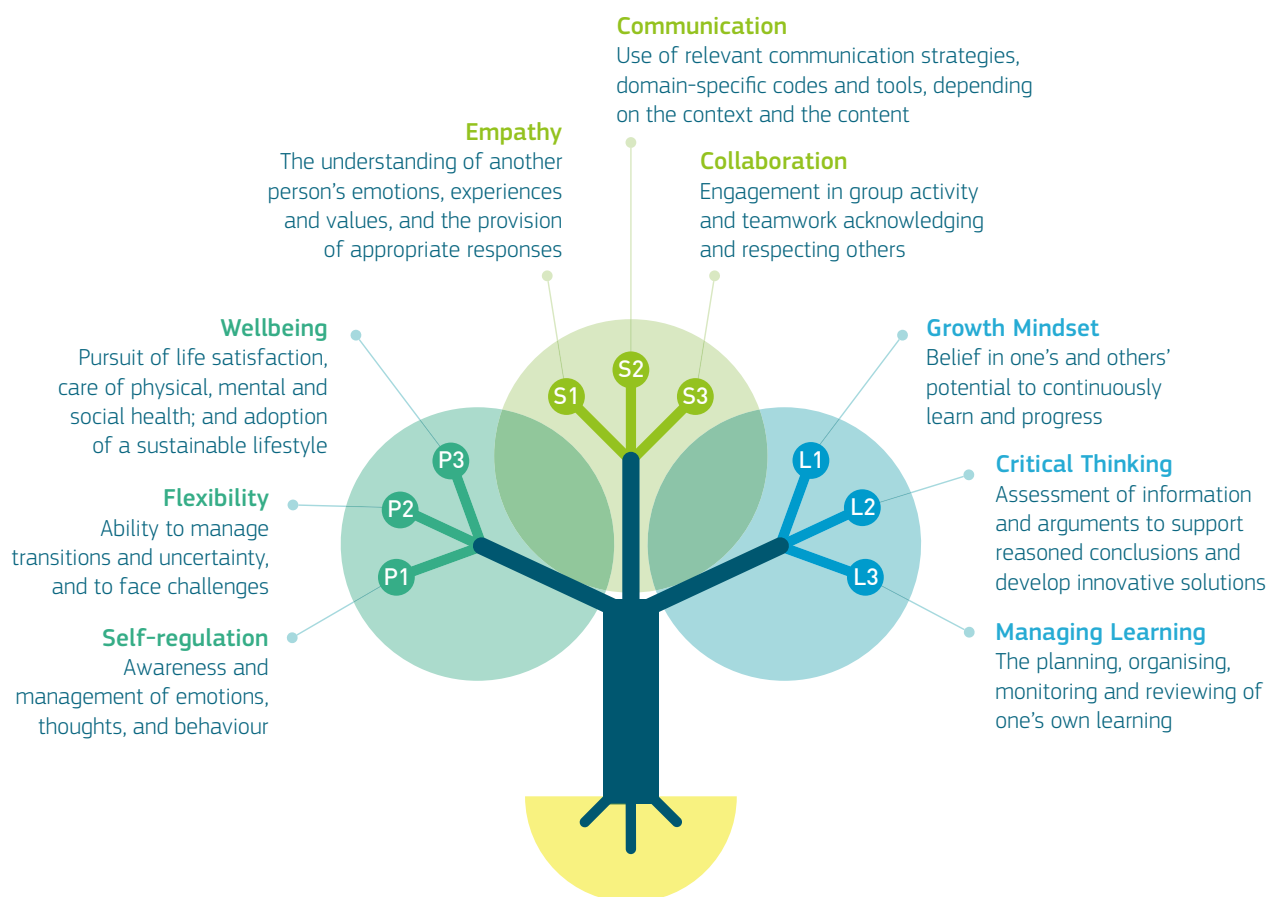 Communication
Use of relevant communication strategies,
domain-specific codes and tools, depending
on the context and the content
Empathy
The understanding of another
person's emotions, experiences
and values, and the provision
of appropriate responses
Collaboration
Engagement in group activity
and teamwork acknowledging
and respecting others
Wellbeing
Pursuit of life satisfaction,
care of physical, mental and
social health; and adoption
of a sustainable lifestyle
Flexibility
Ability to manage
transitions and uncertainty,
and to face challenges
Self-regulation
Awareness and
management of emotions,
thoughts, and behaviour
P3
P2
P1
S1
S2
S3
L1
L2
L3
Growth Mindset
Belief in one's and others'
potential to continuously
learn and progress
Critical Thinking
Assessment of information
and arguments to support
reasoned conclusions and
develop innovative solutions
Managing Learning
The planning, organising,
monitoring and reviewing of
one's own learning